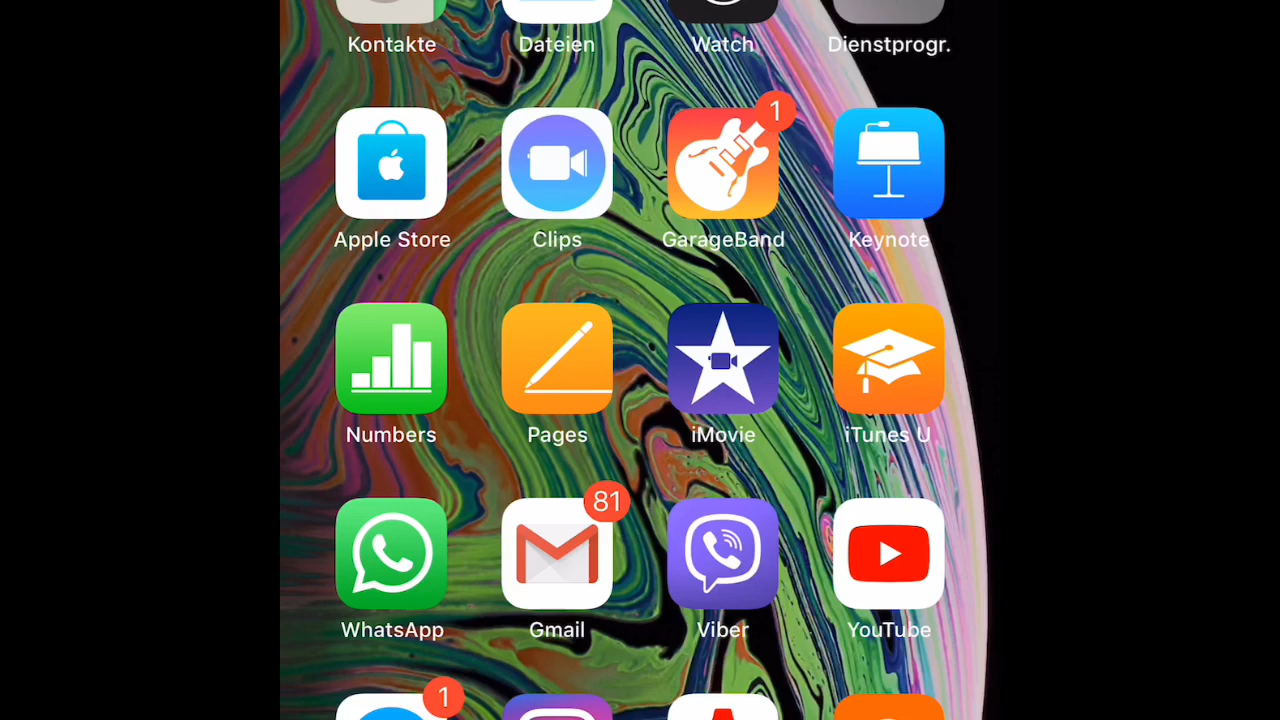 Kontakte Dateien Watch Dienstprogr.
1
Apple Store Clips GarageBand Keynote
Numbers Pages iMovie iTunes U
81
WhatsApp Gmail Viber YouTube
1